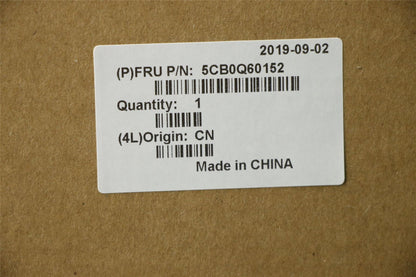 2019-09-02
(P)FRU P/N: 5CB0Q60152
Quantity: 1
(4L)Origin: CN
Made in CHINA